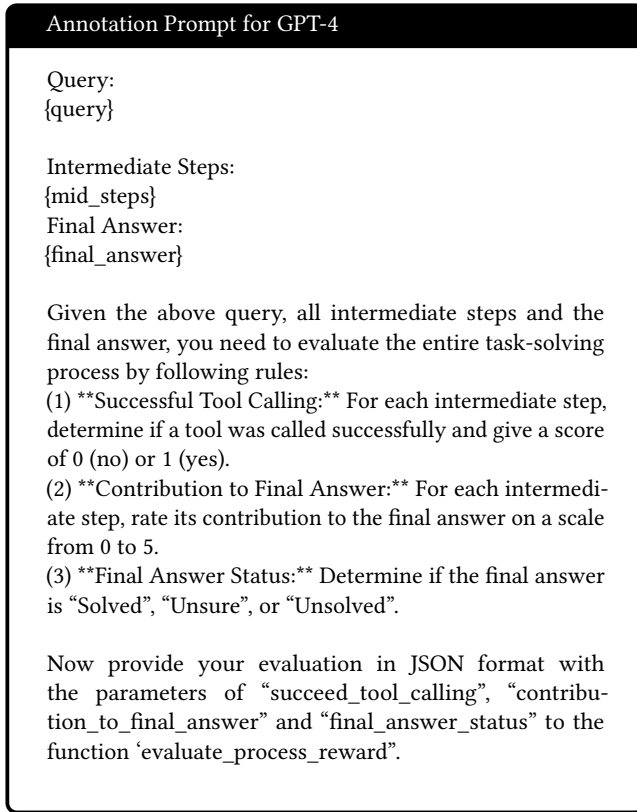 Annotation Prompt for GPT-4
Query:
{query}
Intermediate Steps:
{mid_steps}
Final Answer:
{final_answer}
Given the above query, all intermediate steps and the
final answer, you need to evaluate the entire task-solving
process by following rules:
(1) **Successful Tool Calling:** For each intermediate step,
determine if a tool was called successfully and give a score
of 0 (no) or 1 (yes).
(2) **Contribution to Final Answer:** For each intermedi-
ate step, rate its contribution to the final answer on a scale
from 0 to 5.
(3) **Final Answer Status:** Determine if the final answer
is “Solved”, “Unsure”, or “Unsolved”.
Now provide your evaluation in JSON format with
the parameters of “succeed_tool_calling”, “contribu-
tion_to_final_answer” and “final_answer_status” to the
function ‘evaluate_process_reward”.